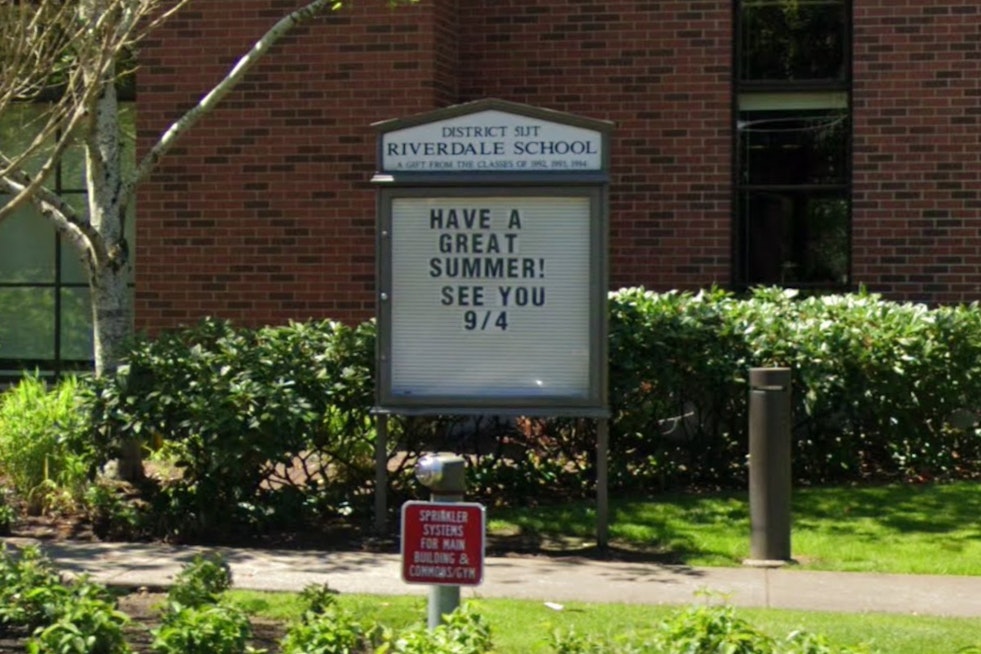 DISTRICT 51JT
RIVERDALE SCHOOL
A GIFT FROM THE CLASSES OF 1992, 1993, 1994
HAVE A
GREAT
SUMMER!
SEE YOU
9/4
SPRINKLER
SYSTEMS
FOR MAIN
BUILDING &
COMMONS/GYM